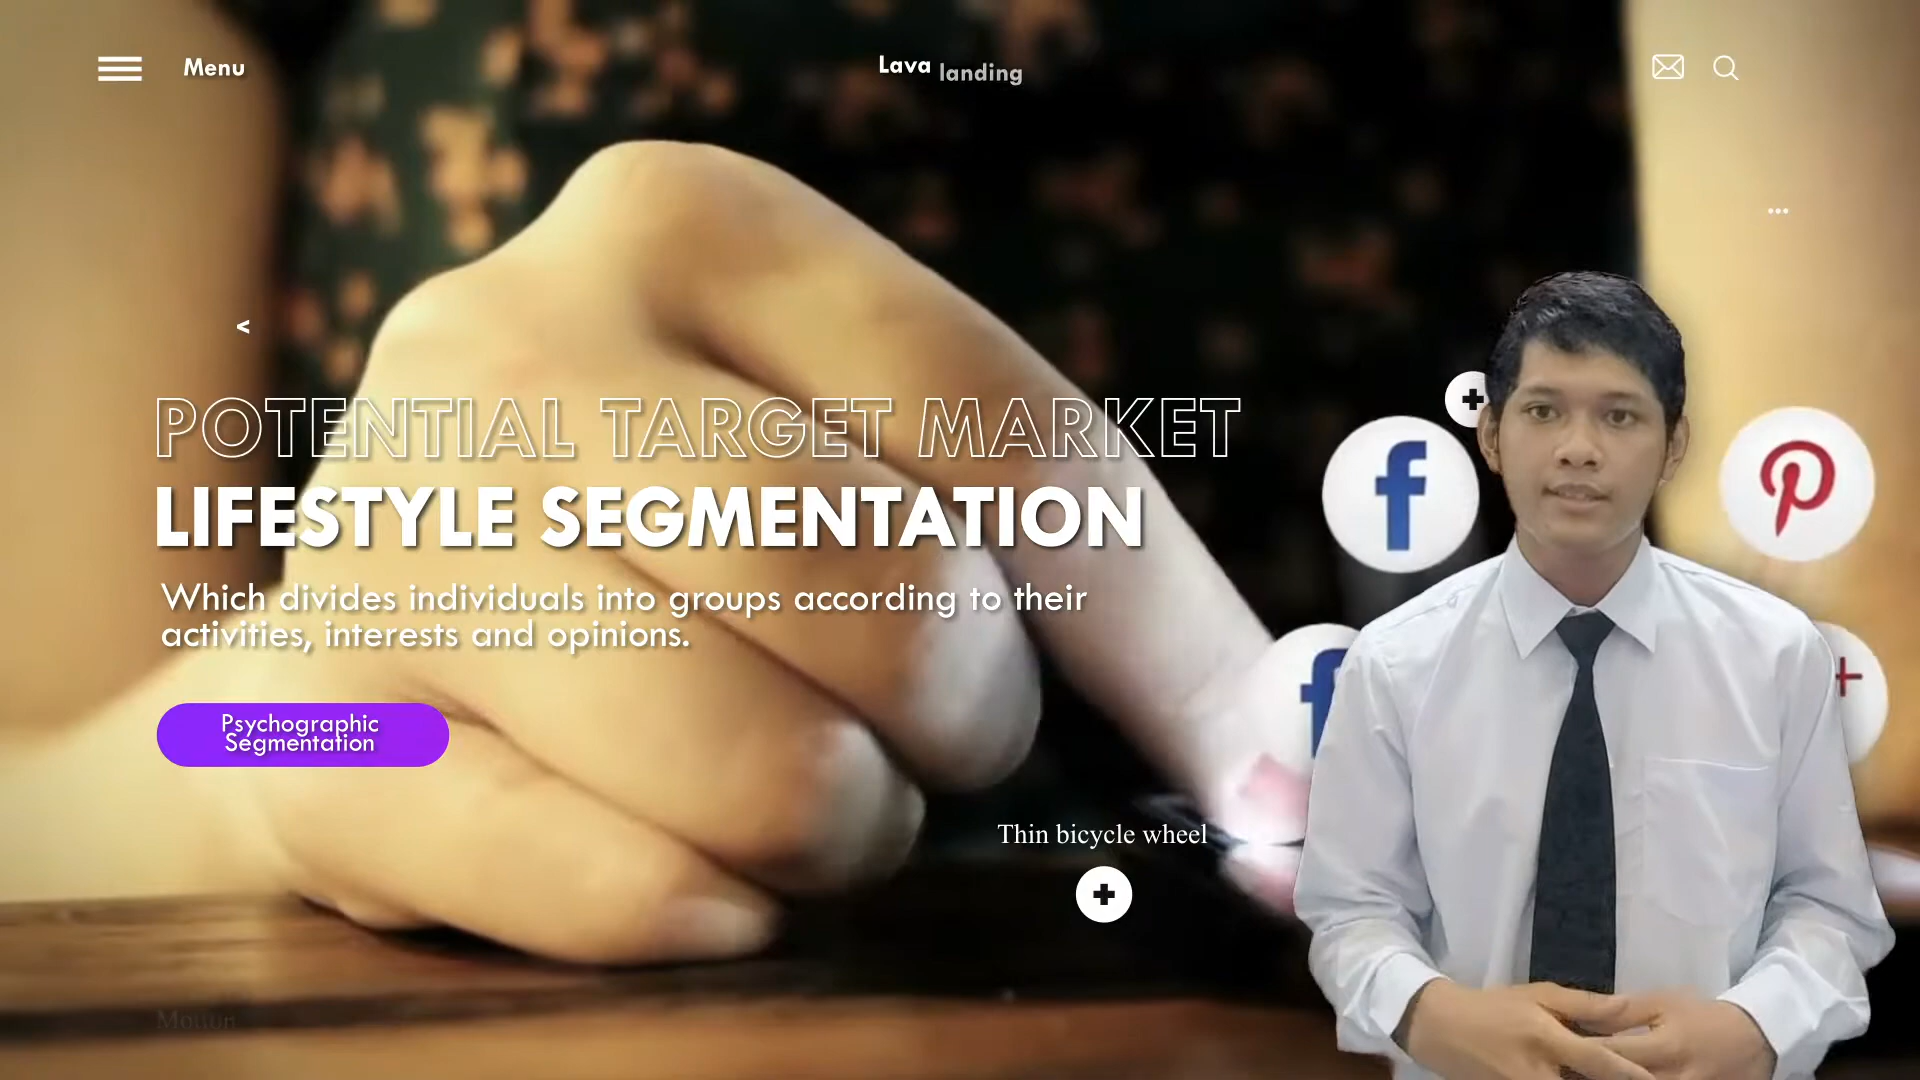 Menu
Lava landing
...
<
POTENTIAL TARGET MARKET
LIFESTYLE SEGMENTATION
Which divides individuals into groups according to their
activities, interests and opinions.
Psychographic
Segmentation
Thin bicycle wheel
Motion